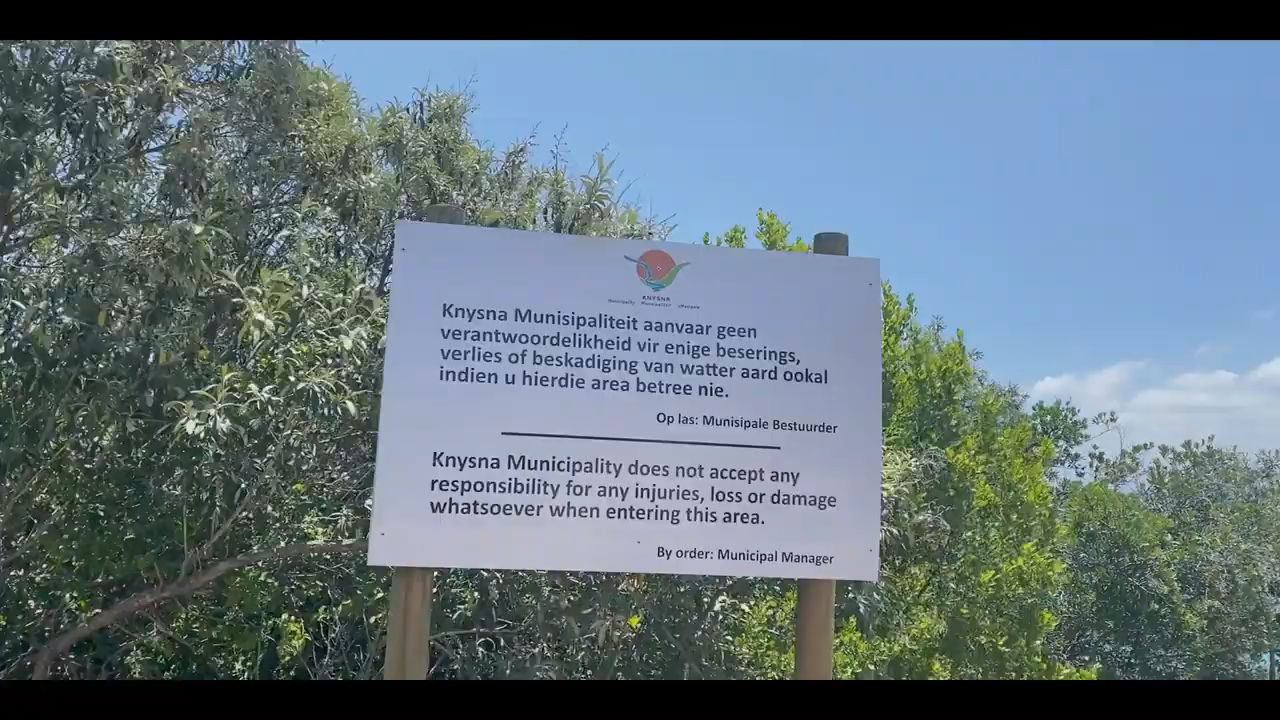 KNYSNA
Municipality Munisipaliteit uMasipala
Knysna Munisipaliteit aanvaar geen
verantwoordelikheid vir enige beserings,
verlies of beskadiging van watter aard ookal
indien u hierdie area betree nie.
Op las: Munisipale Bestuurder
Knysna Municipality does not accept any
responsibility for any injuries, loss or damage
whatsoever when entering this area.
By order: Municipal Manager